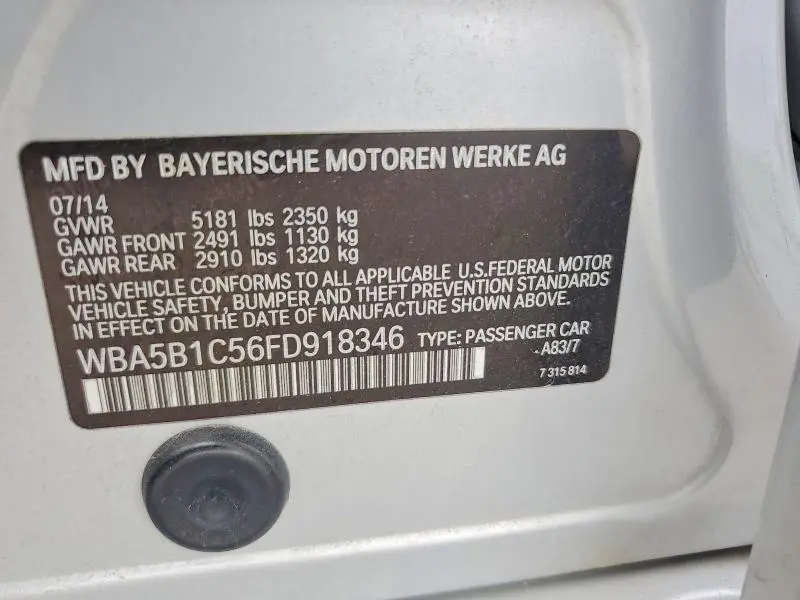 MFD BY BAYERISCHE MOTOREN WERKE AG
07/14
GVWR 5181 lbs 2350 kg
GAWR FRONT 2491 lbs 1130 kg
GAWR REAR 2910 lbs 1320 kg
THIS VEHICLE CONFORMS TO ALL APPLICABLE U.S.FEDERAL MOTOR
VEHICLE SAFETY, BUMPER AND THEFT PREVENTION STANDARDS
IN EFFECT ON THE DATE OF MANUFACTURE SHOWN ABOVE.
WBA5B1C56FD918346 TYPE: PASSENGER CAR
A83/7
7 315 814